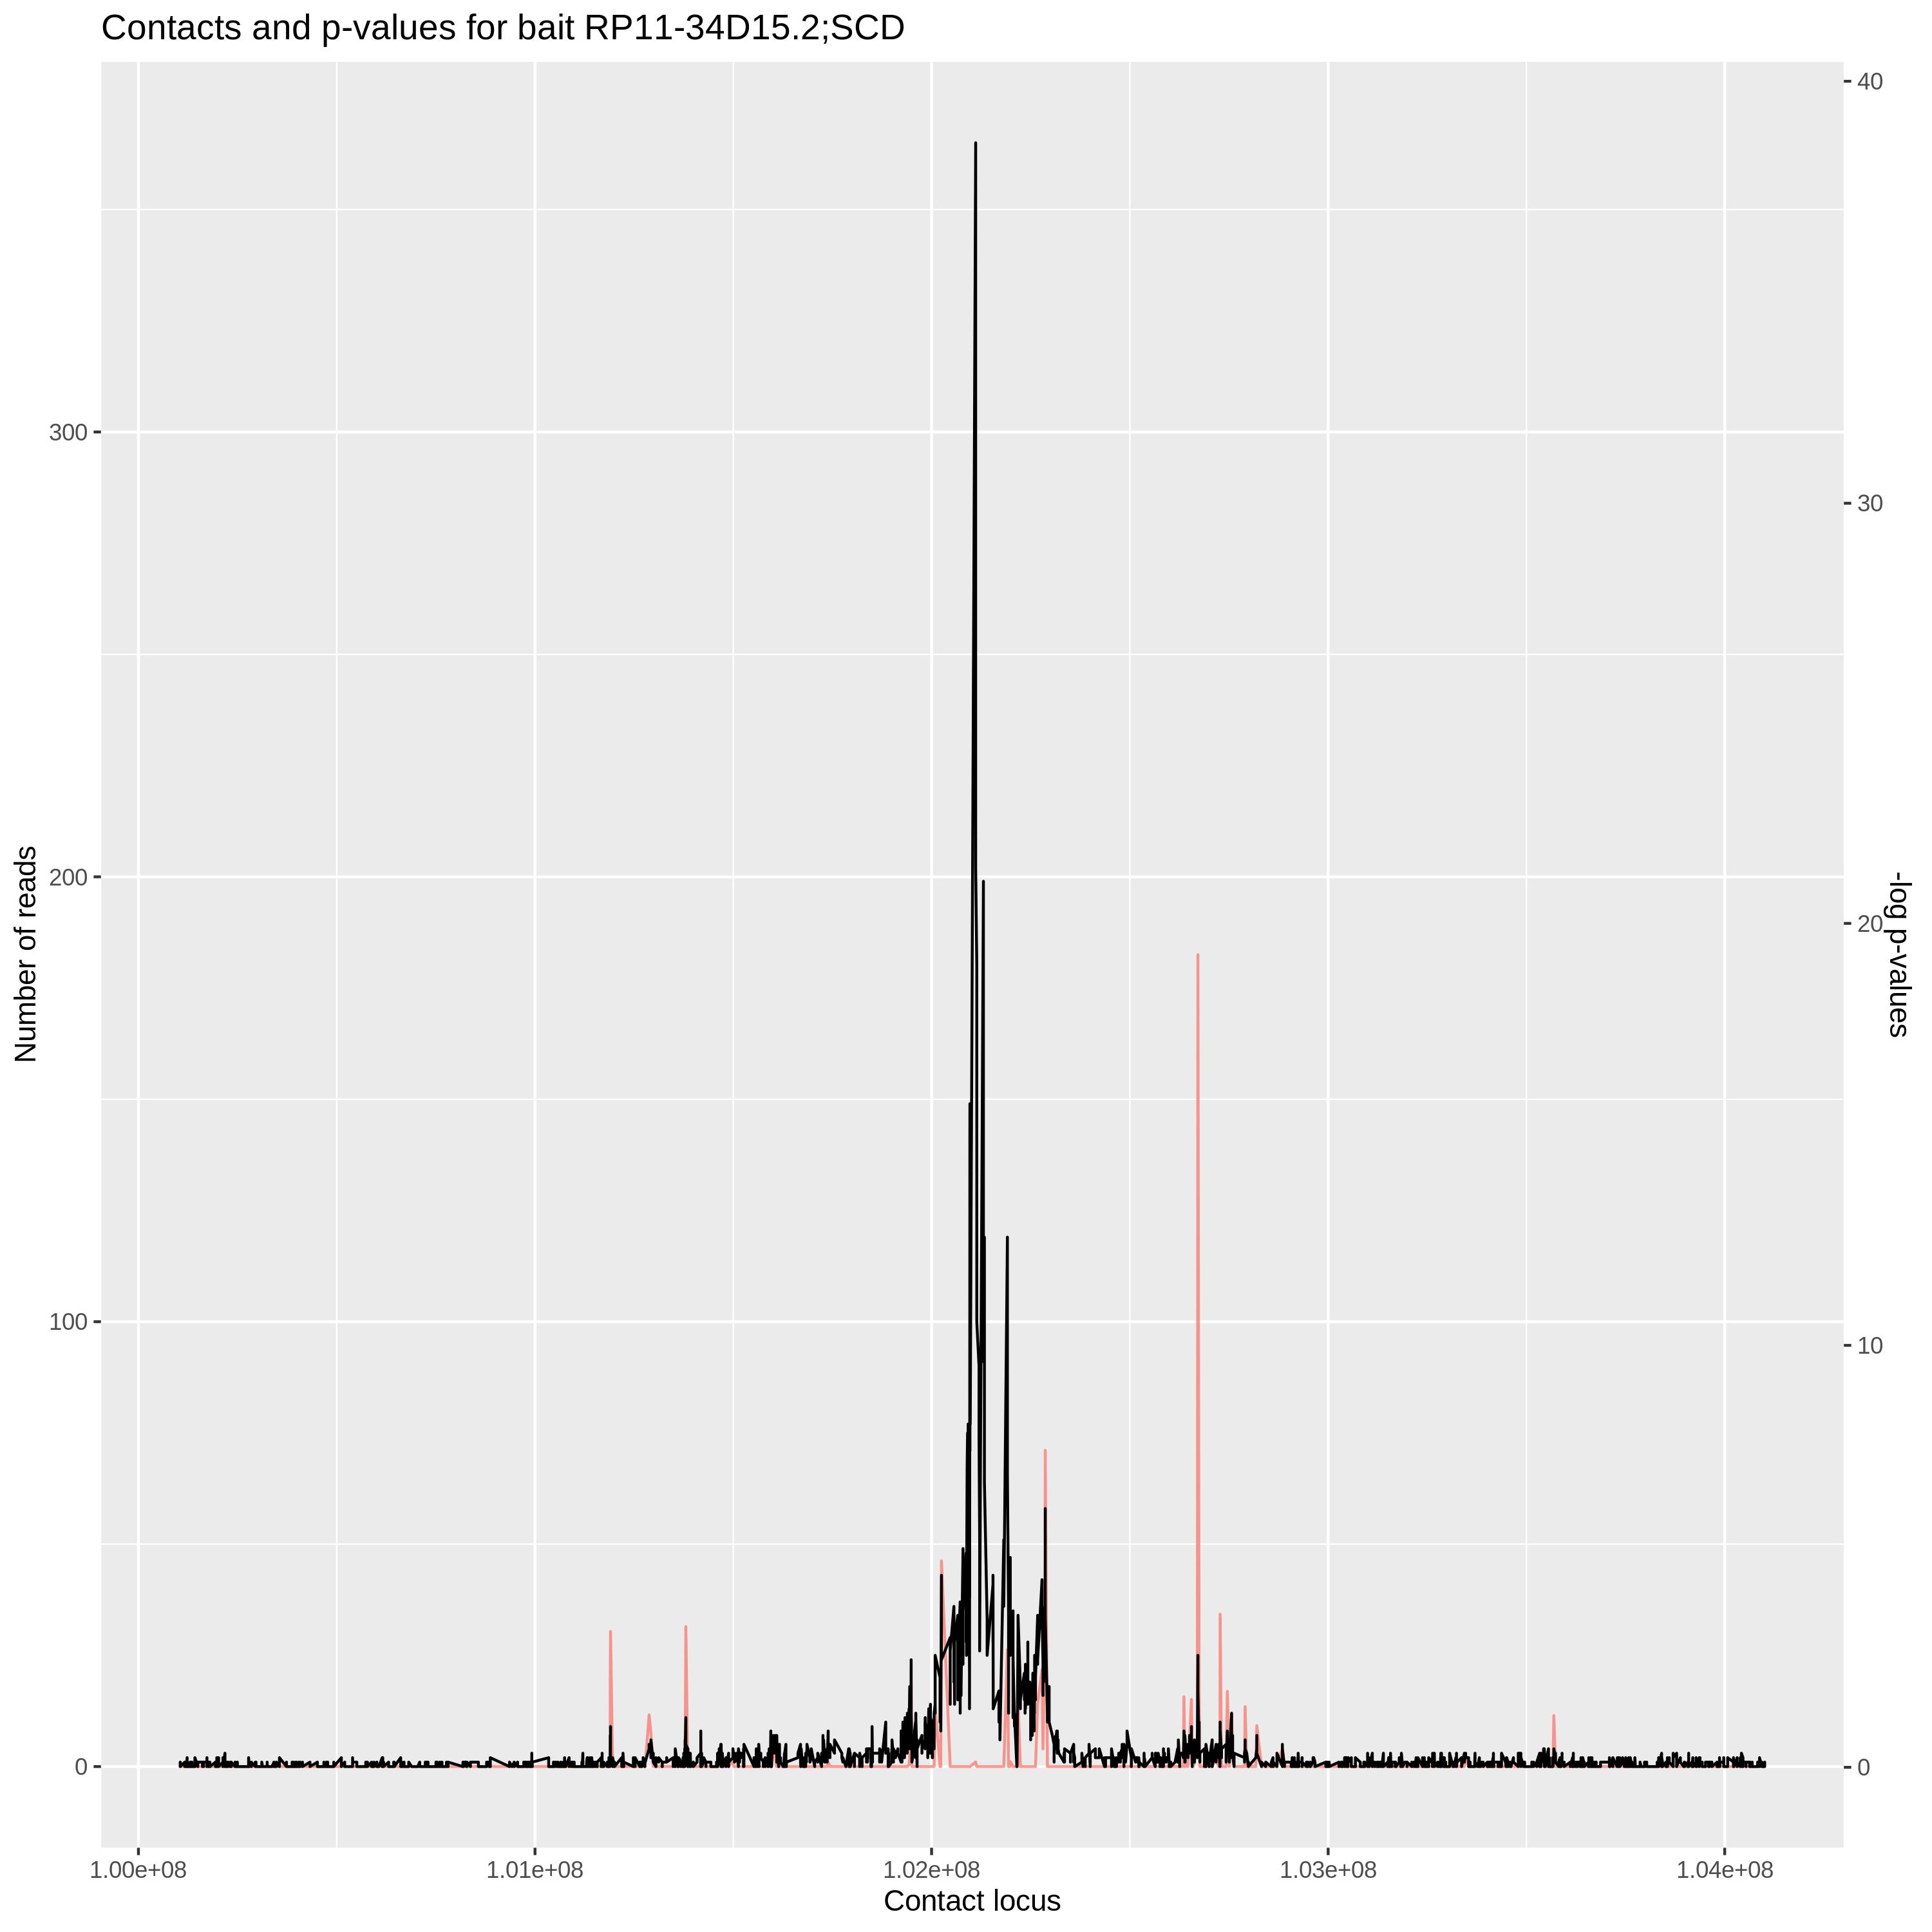 Contacts and p-values for bait RP11-34D15.2;SCD
40
300
30
200
20
Number of reads
-log p-values
100
10
0
0
1.00e+08
1.01e+08
1.02e+08
1.03e+08
1.04e+08
Contact locus